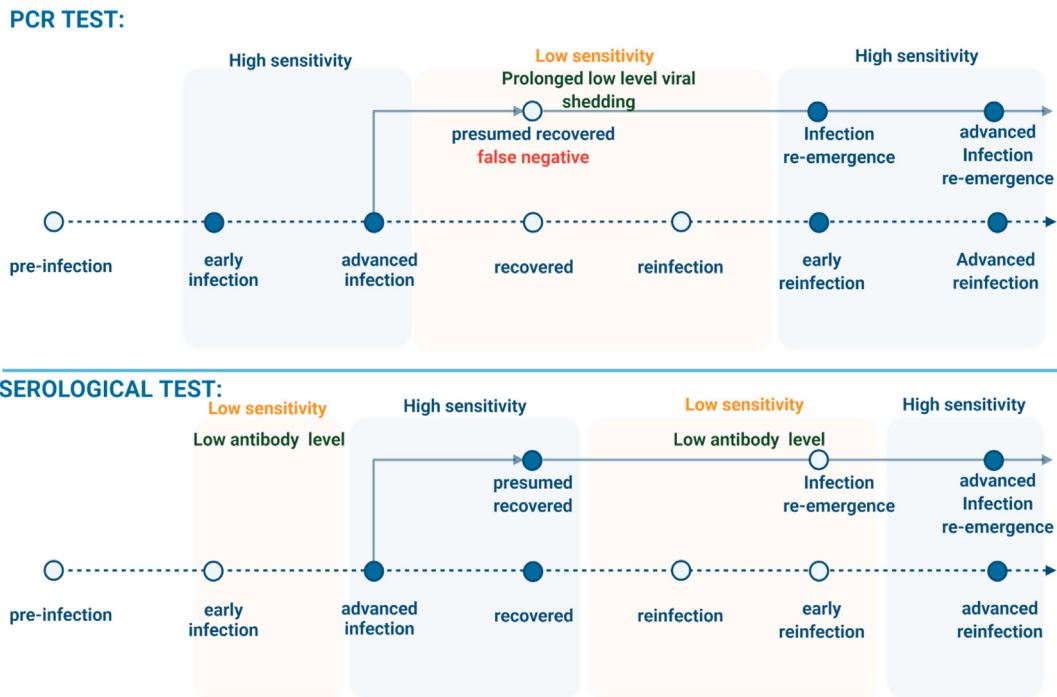 PCR TEST:
High sensitivity
Low sensitivity
High sensitivity
Prolonged low level viral
shedding
presumed recovered
false negative
Infection
re-emergence
advanced
Infection
re-emergence
pre-infection
early
infection
advanced
infection
recovered
reinfection
early
reinfection
Advanced
reinfection
SEROLOGICAL TEST:
Low sensitivity
High sensitivity
Low sensitivity
High sensitivity
Low antibody level
Low antibody level
presumed
recovered
Infection
re-emergence
advanced
Infection
re-emergence
pre-infection
early
infection
advanced
infection
recovered
reinfection
early
reinfection
advanced
reinfection